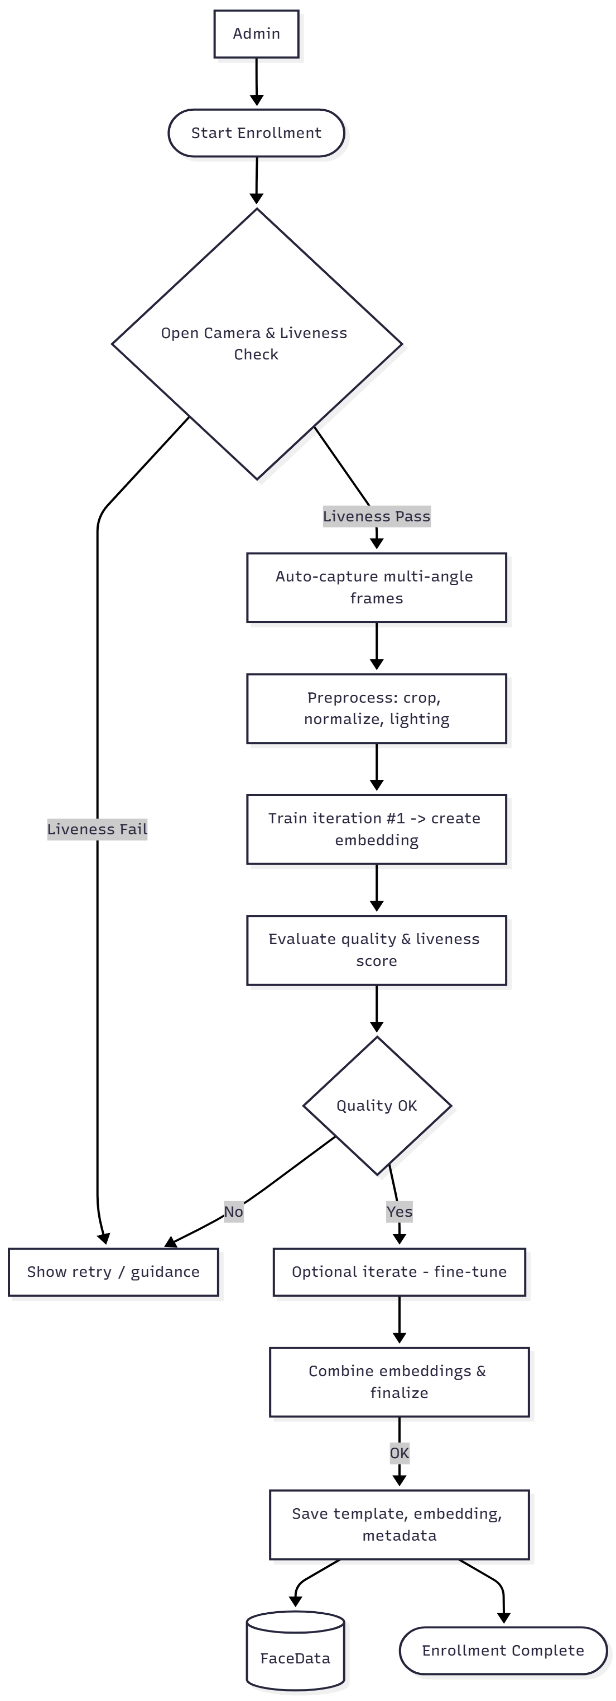 Admin
Start Enrollment
Open Camera & Liveness
Check
Liveness Pass
Auto-capture multi-angle
frames
Preprocess: crop,
normalize, lighting
Train iteration #1 -> create
embedding
Liveness Fail
Evaluate quality & liveness
score
Quality OK
No
Yes
Show retry / guidance
Optional iterate - fine-tune
Combine embeddings &
finalize
OK
Save template, embedding,
metadata
FaceData
Enrollment Complete